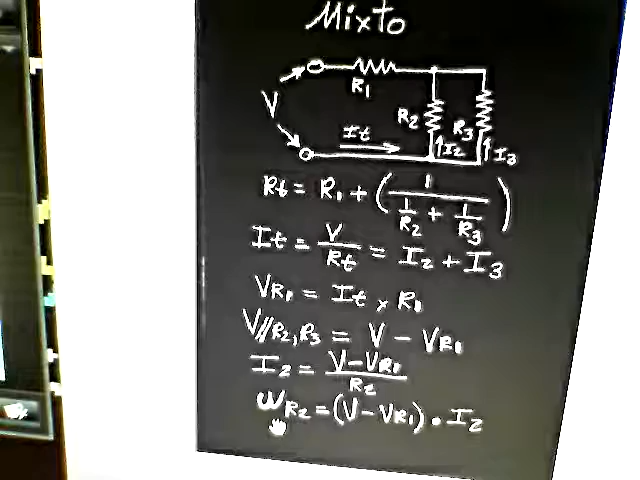 Mixto
R1
V
R2
R3
It
I2
I3
Rt = R1 + ( 1 / ( 1/R2 + 1/R3 ) )
It = V/Rt = I2 + I3
VR1 = It x R1
V//R2,R3 = V - VR1
I2 = V-VR1 / R2
WR2 = (V - VR1) • I2